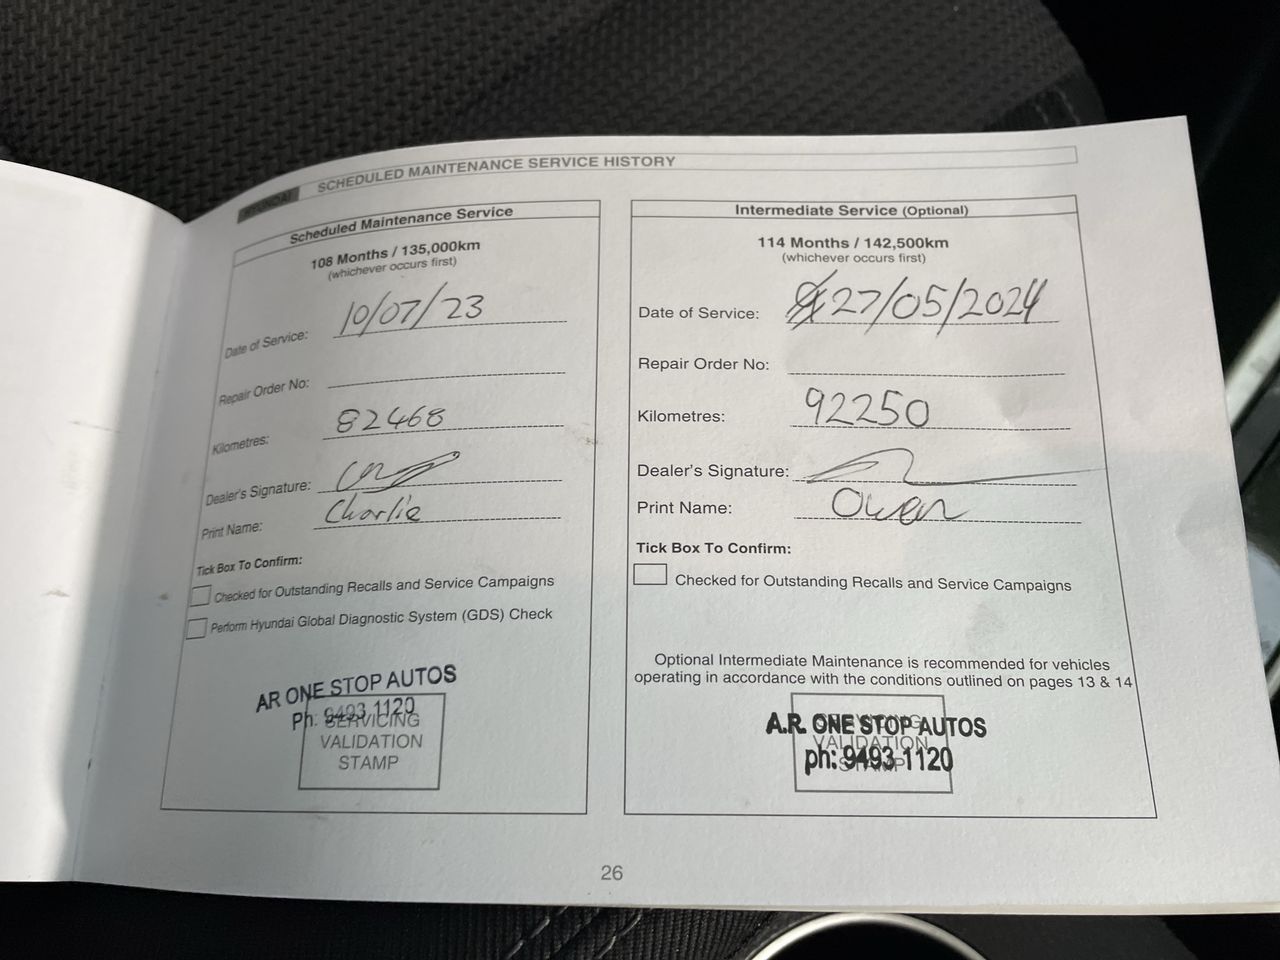 HYUNDAI SCHEDULED MAINTENANCE SERVICE HISTORY
Scheduled Maintenance Service
108 Months / 135,000km
(whichever occurs first)
Date of Service: 10/07/23
Repair Order No:
Kilometres: 82468
Dealer's Signature:
Print Name: Charlie
Tick Box To Confirm:
Checked for Outstanding Recalls and Service Campaigns
Perform Hyundai Global Diagnostic System (GDS) Check
AR ONE STOP AUTOS
Ph: 9493 1120
SERVICING
VALIDATION
STAMP
Intermediate Service (Optional)
114 Months / 142,500km
(whichever occurs first)
Date of Service: 27/05/2024
Repair Order No:
Kilometres: 92250
Dealer's Signature:
Print Name: Owen
Tick Box To Confirm:
Checked for Outstanding Recalls and Service Campaigns
Optional Intermediate Maintenance is recommended for vehicles
operating in accordance with the conditions outlined on pages 13 & 14
SERVICING
A.R. ONE STOP AUTOS
VALIDATION
ph: 9493 1120
STAMP
26